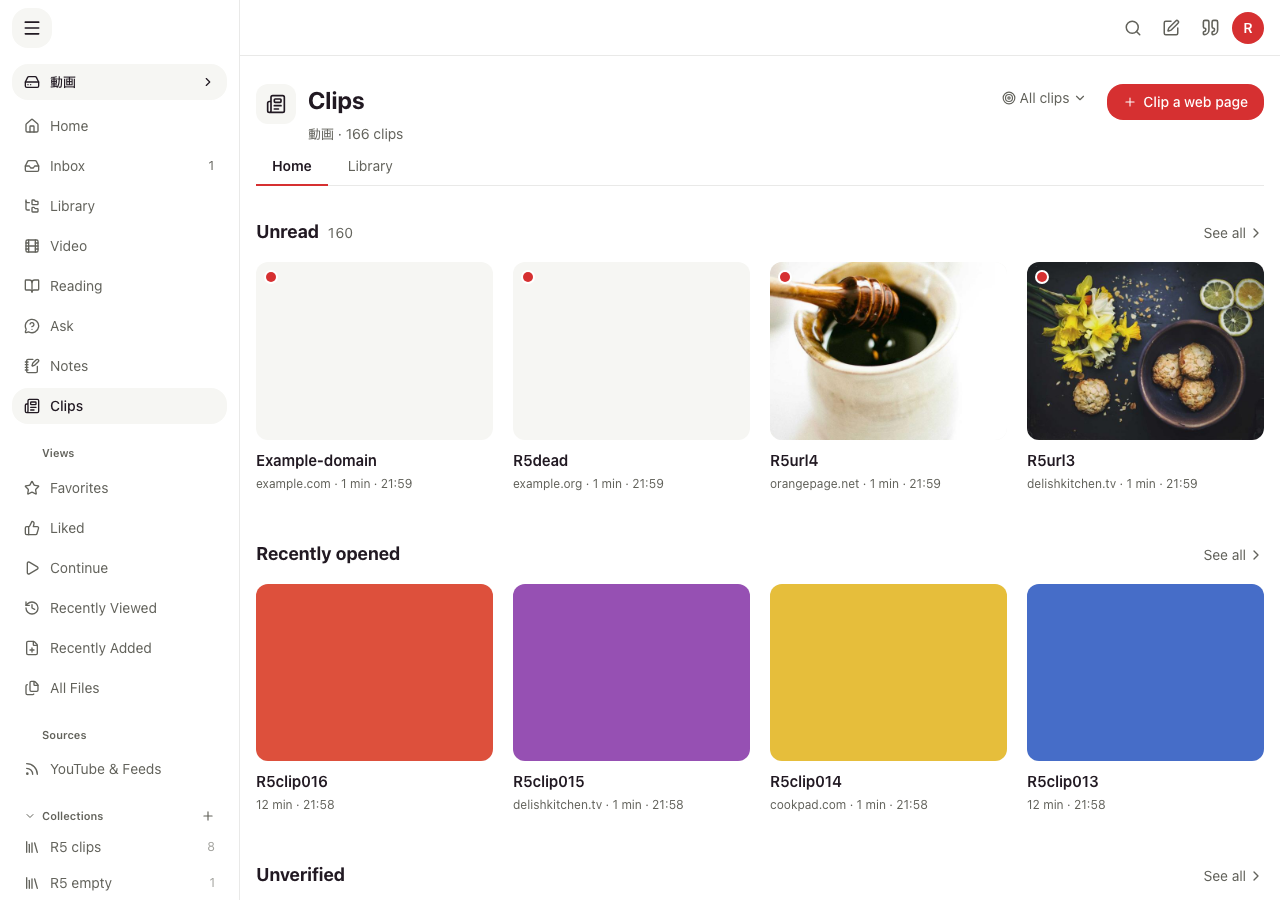 動画
Home
Inbox 1
Library
Video
Reading
Ask
Notes
Clips
Views
Favorites
Liked
Continue
Recently Viewed
Recently Added
All Files
Sources
YouTube & Feeds
Collections
R5 clips 8
R5 empty 1
R
Clips
動画 · 166 clips
All clips
Clip a web page
Home Library
Unread 160 See all
Example-domain
example.com · 1 min · 21:59
R5dead
example.org · 1 min · 21:59
R5url4
orangepage.net · 1 min · 21:59
R5url3
delishkitchen.tv · 1 min · 21:59
Recently opened See all
R5clip016
12 min · 21:58
R5clip015
delishkitchen.tv · 1 min · 21:58
R5clip014
cookpad.com · 1 min · 21:58
R5clip013
12 min · 21:58
Unverified See all